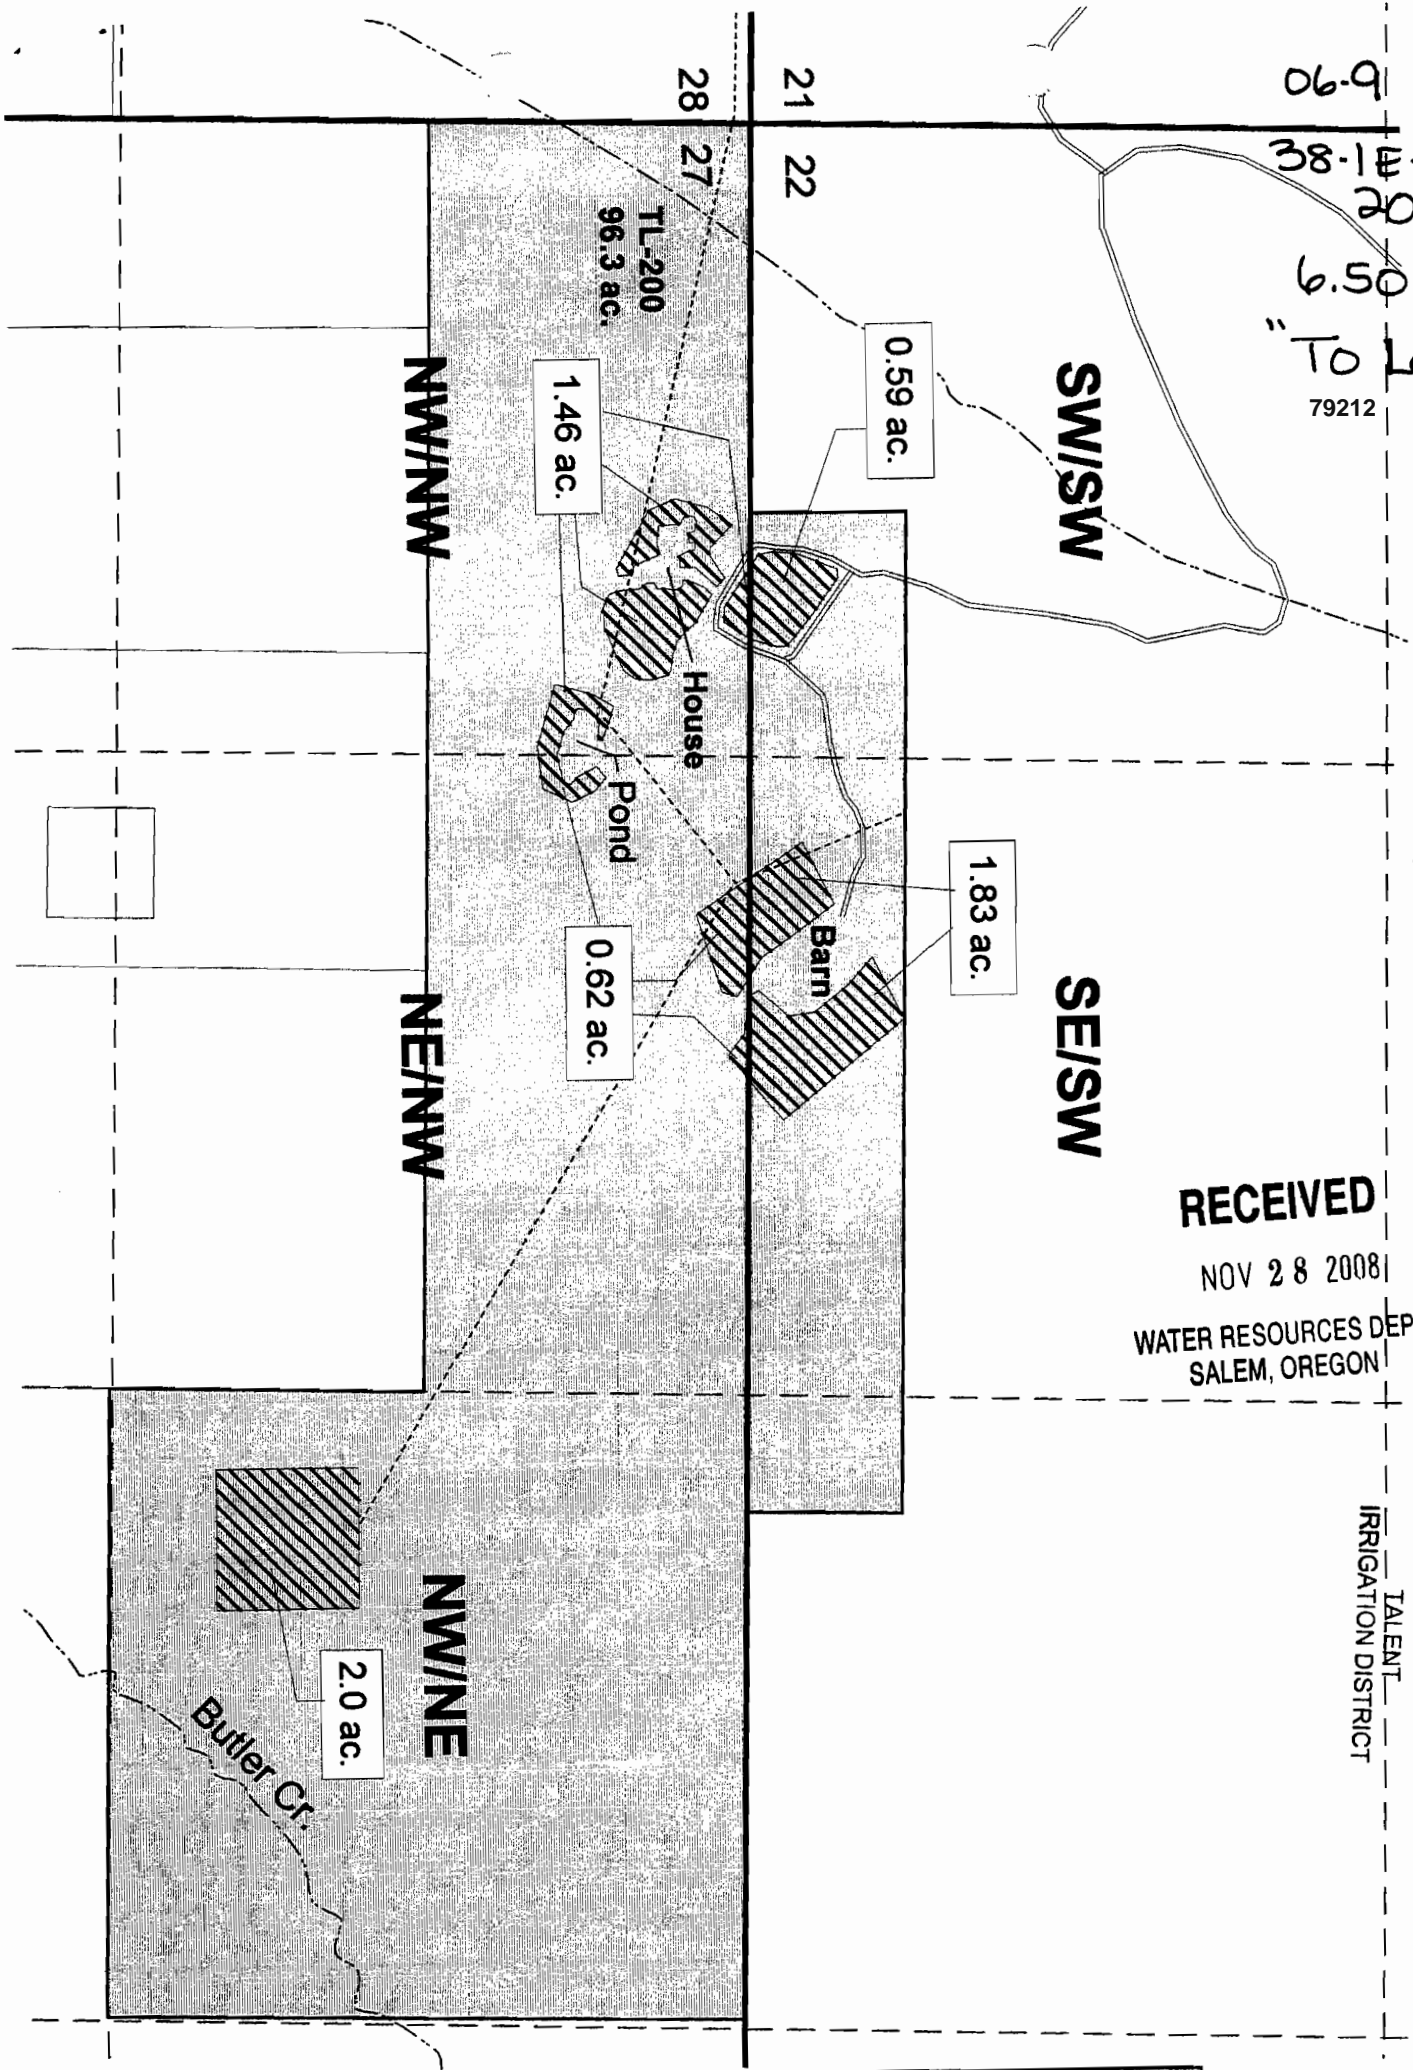 06-9
38-1
20
6.50
"TO
79212
21
22
28
27
TL-200
96.3 ac.
SW/SW
0.59 ac.
1.46 ac.
NW/NW
House
Pond
1.83 ac.
Barn
0.62 ac.
SE/SW
NE/NW
RECEIVED
NOV 28 2008
WATER RESOURCES DEP
SALEM, OREGON
TALENT
IRRIGATION DISTRICT
NW/NE
2.0 ac.
Butler Cr.